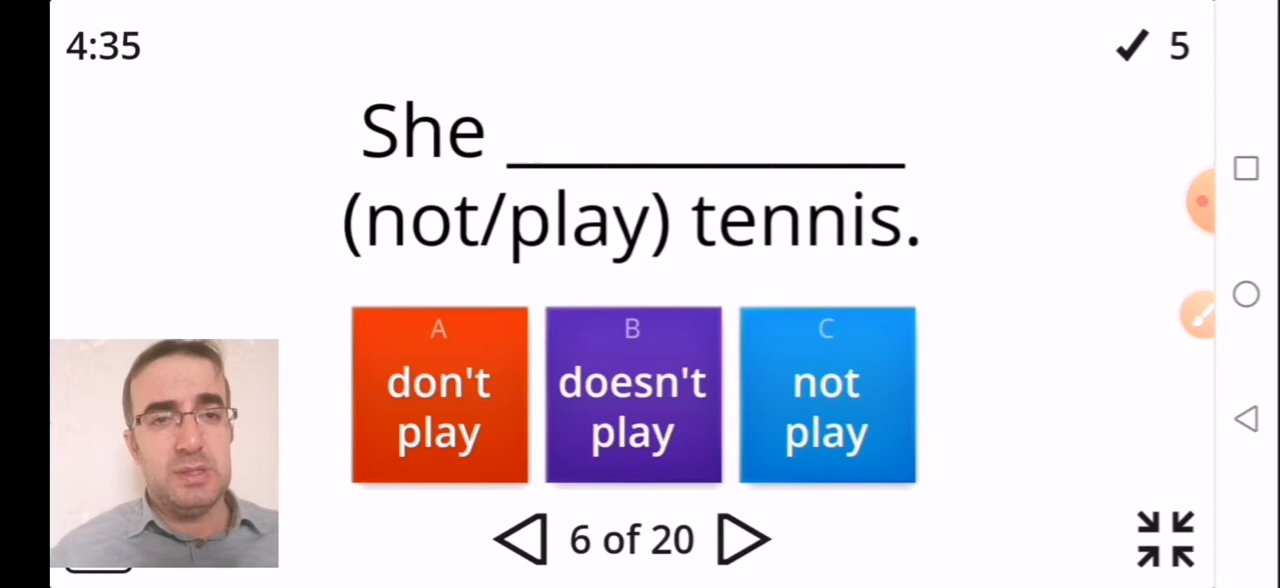 4:35
✓ 5
She ____________
(not/play) tennis.
A
don't
play
B
doesn't
play
C
not
play
6 of 20